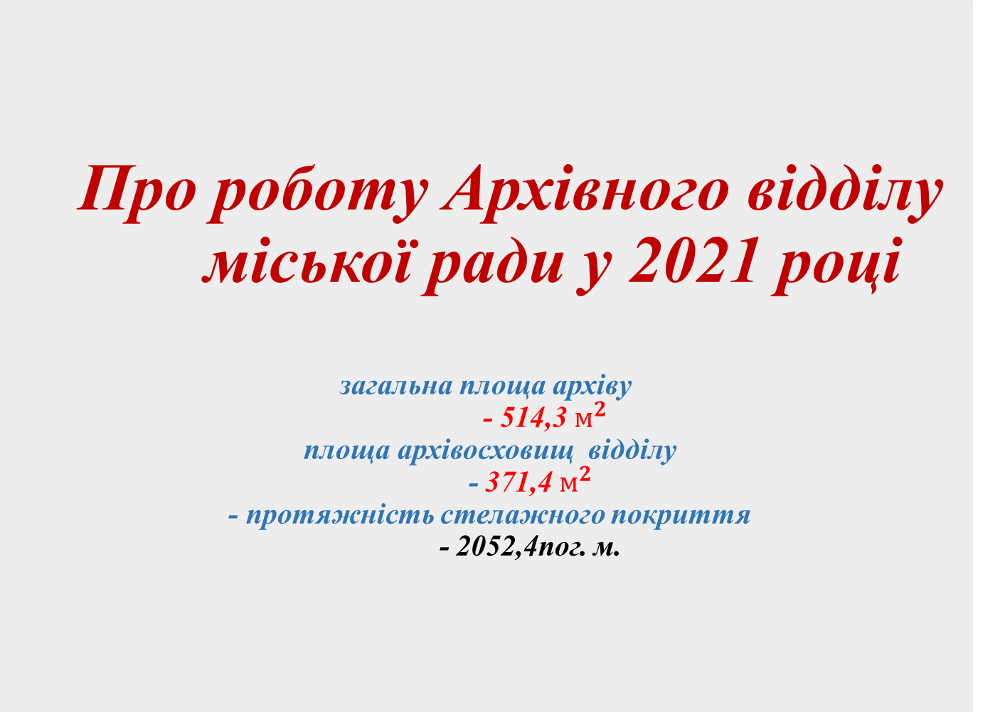 Про роботу Архівного відділу
міської ради у 2021 році
загальна площа архіву
- 514,3 м²
площа архівосховищ відділу
- 371,4 м²
- протяжність стелажного покриття
- 2052,4пог. м.